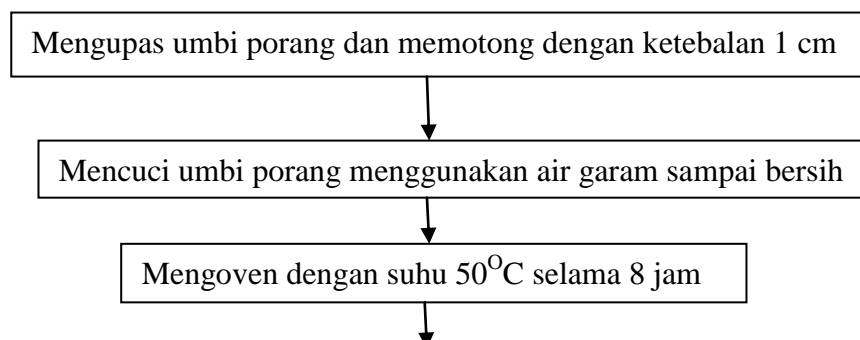 Mengupas umbi porang dan memotong dengan ketebalan 1 cm
Mencuci umbi porang menggunakan air garam sampai bersih
Mengoven dengan suhu 50°C selama 8 jam